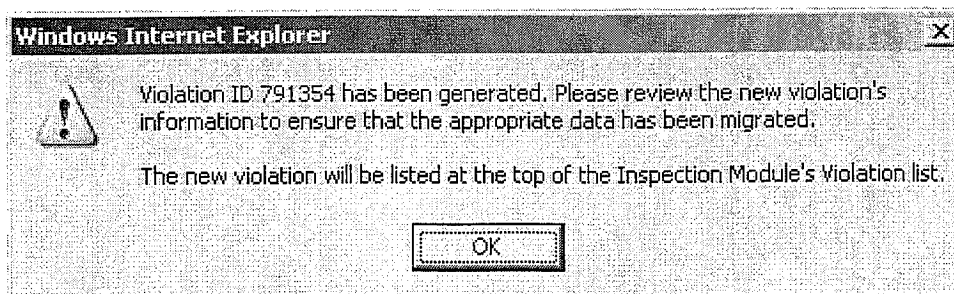 Windows Internet Explorer
Violation ID 791354 has been generated. Please review the new violation's
information to ensure that the appropriate data has been migrated.
The new violation will be listed at the top of the Inspection Module's Violation list.
OK